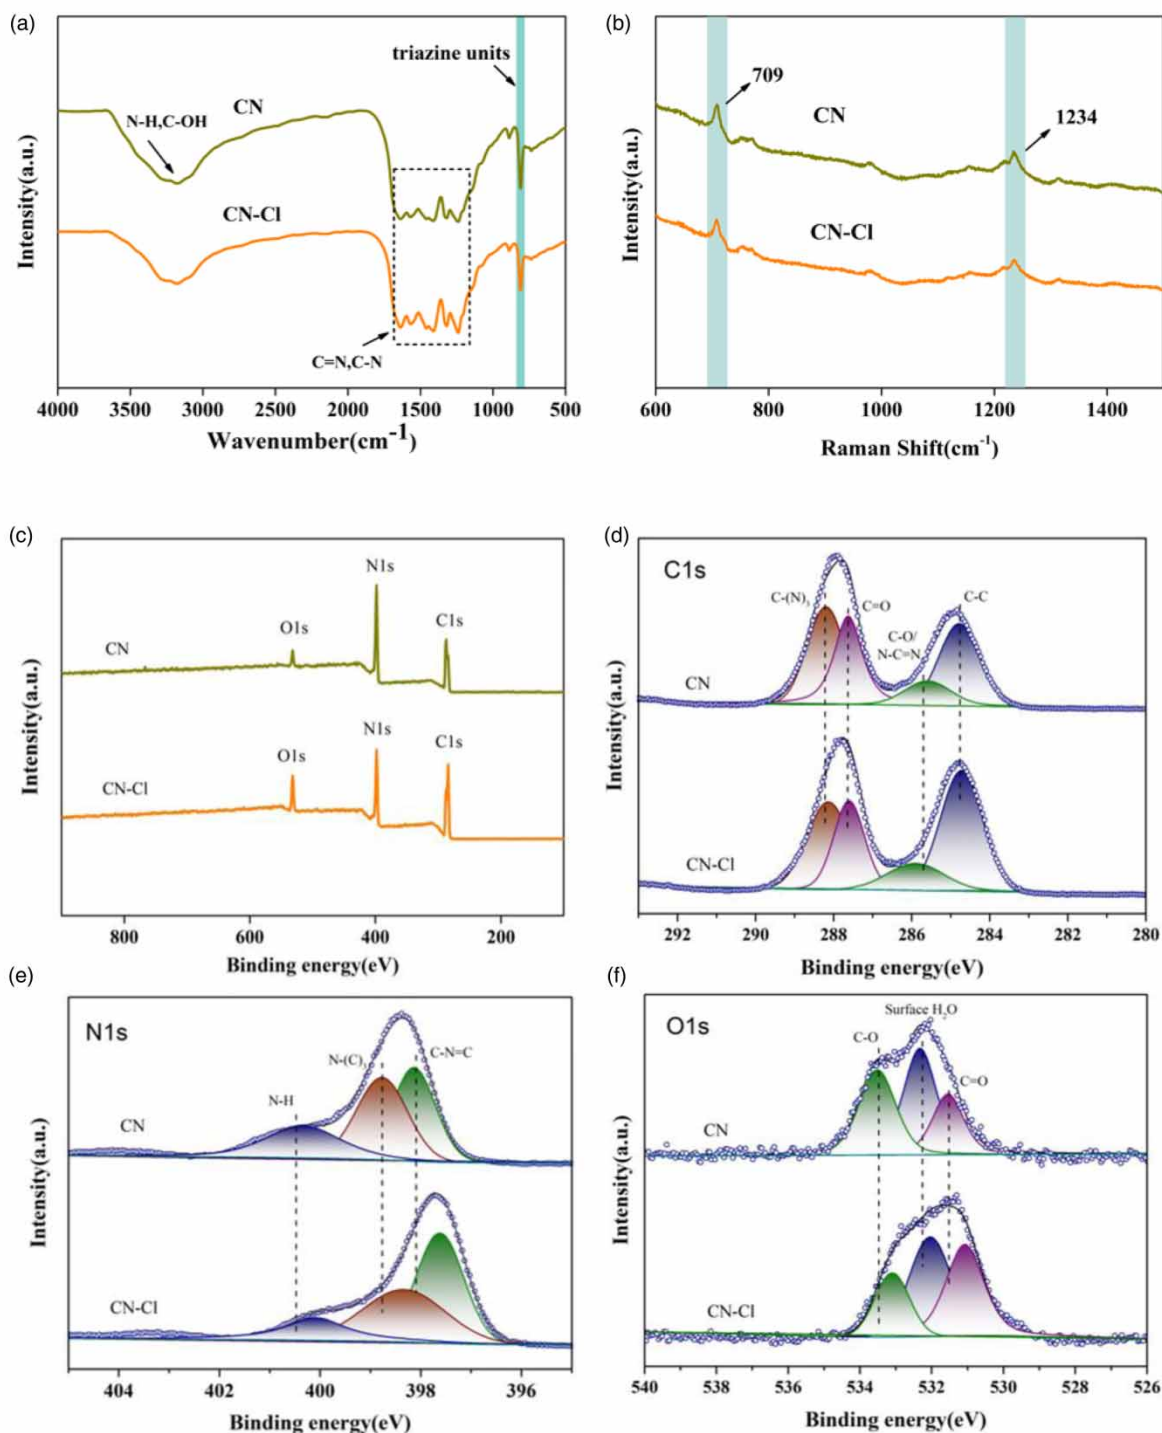 (a)
triazine units
CN
N-H,C-OH
CN-Cl
C=N,C-N
Intensity(a.u.)
4000 3500 3000 2500 2000 1500 1000 500
Wavenumber(cm-1)
(b)
709
CN
1234
CN-Cl
Intensity(a.u.)
600 800 1000 1200 1400
Raman Shift(cm-1)
(c)
N1s
O1s
C1s
CN
N1s
O1s
C1s
CN-Cl
Intensity(a.u.)
800 600 400 200
Binding energy(eV)
(d)
C1s
C-(N)3
C=O
C-C
C-O/
N-C=N
CN
CN-Cl
Intensity(a.u.)
292 290 288 286 284 282 280
Binding energy(eV)
(e)
N1s
N-(C)3
C-N=C
N-H
CN
CN-Cl
Intensity(a.u.)
404 402 400 398 396
Binding energy(eV)
(f)
O1s
Surface H2O
C-O
C=O
CN
CN-Cl
Intensity(a.u.)
540 538 536 534 532 530 528 526
Binding energy(eV)